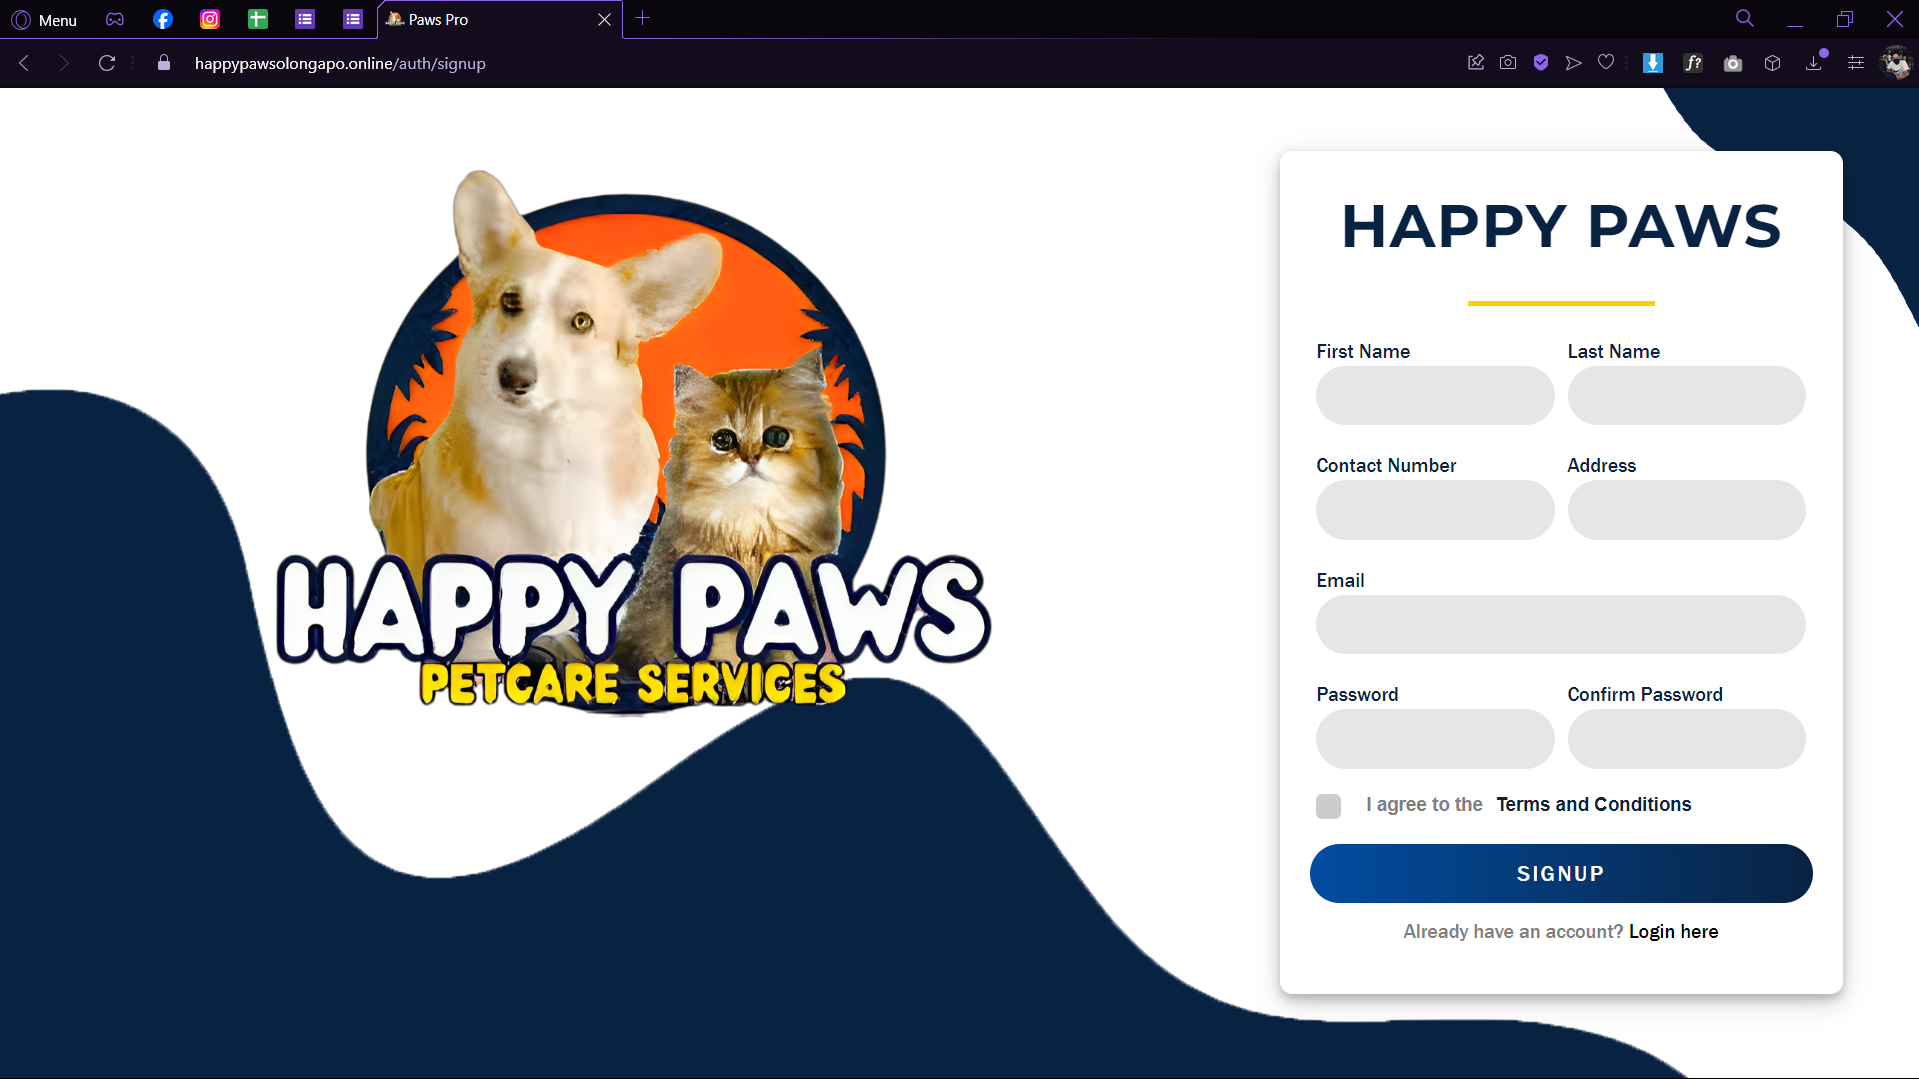 Menu
Paws Pro
happypawsolongapo.online/auth/signup
f?
HAPPY PAWS
PETCARE SERVICES
HAPPY PAWS
First Name
Last Name
Contact Number
Address
Email
Password
Confirm Password
I agree to the Terms and Conditions
SIGNUP
Already have an account? Login here